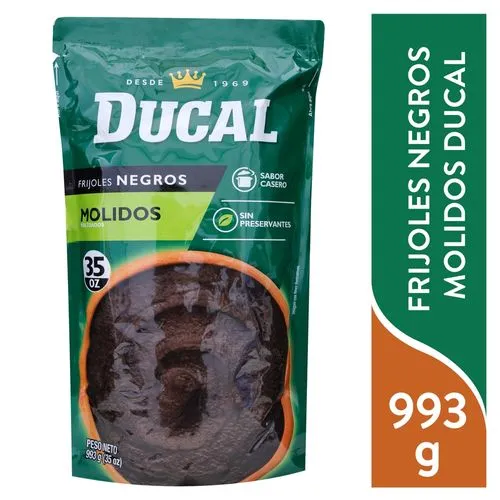 DESDE 1969
DUCAL
FRIJOLES NEGROS
MOLIDOS
SABOR
CASERO
SIN
PRESERVANTES
35
OZ
PESO NETO
993 g (35 oz)
FRIJOLES NEGROS
MOLIDOS DUCAL
993
g